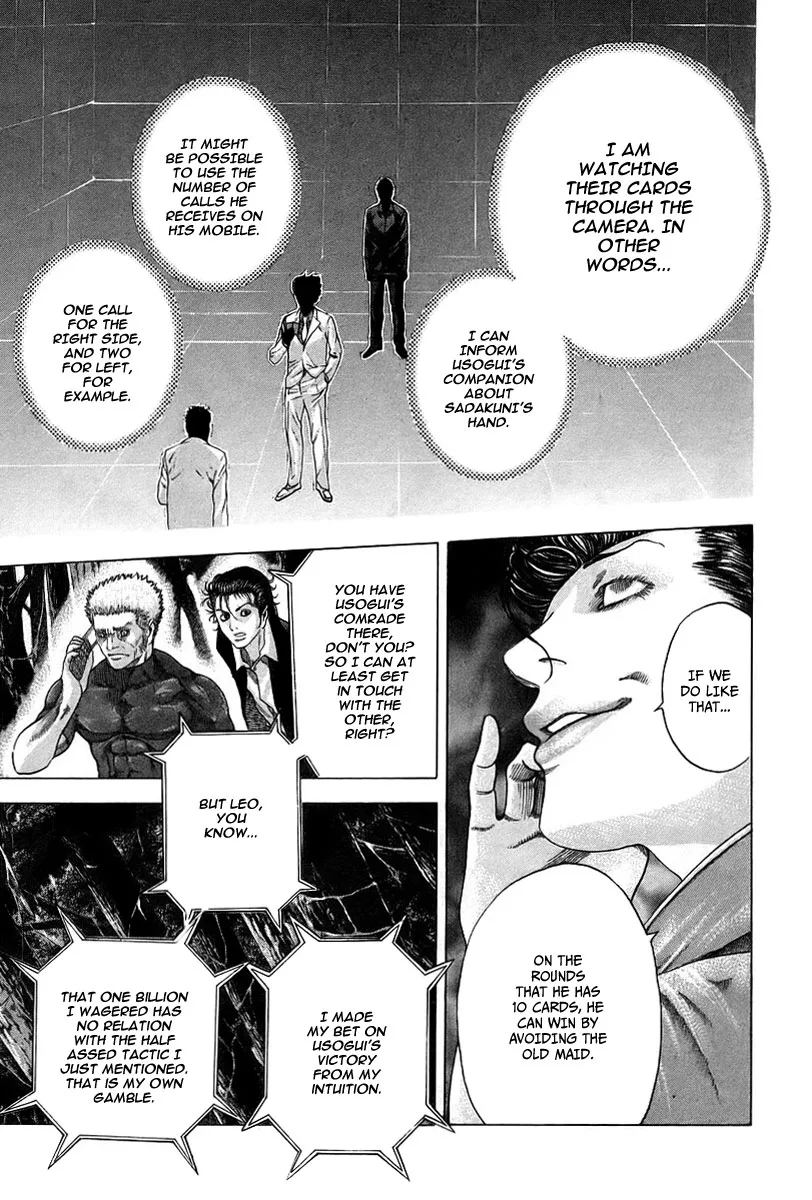 I AM
WATCHING
THEIR CARDS
THROUGH THE
CAMERA. IN
OTHER
WORDS...
I CAN
INFORM
USOGUI'S
COMPANION
ABOUT
SADAKUNI'S
HAND.
IT MIGHT
BE POSSIBLE
TO USE THE
NUMBER OF
CALLS HE
RECEIVES ON
HIS MOBILE.
ONE CALL
FOR THE
RIGHT SIDE,
AND TWO
FOR LEFT,
FOR
EXAMPLE.
IF WE
DO LIKE
THAT...
ON THE
ROUNDS
THAT HE HAS
10 CARDS, HE
CAN WIN BY
AVOIDING THE
OLD MAID.
YOU HAVE
USOGUI'S
COMRADE
THERE,
DON'T YOU?
SO I CAN AT
LEAST GET
IN TOUCH
WITH THE
OTHER,
RIGHT?
BUT LEO,
YOU
KNOW...
I MADE
MY BET ON
USOGUI'S
VICTORY
FROM MY
INTUITION.
THAT ONE BILLION
I WAGERED HAS
NO RELATION
WITH THE HALF
ASSED TACTIC I
JUST MENTIONED.
THAT IS MY OWN
GAMBLE.